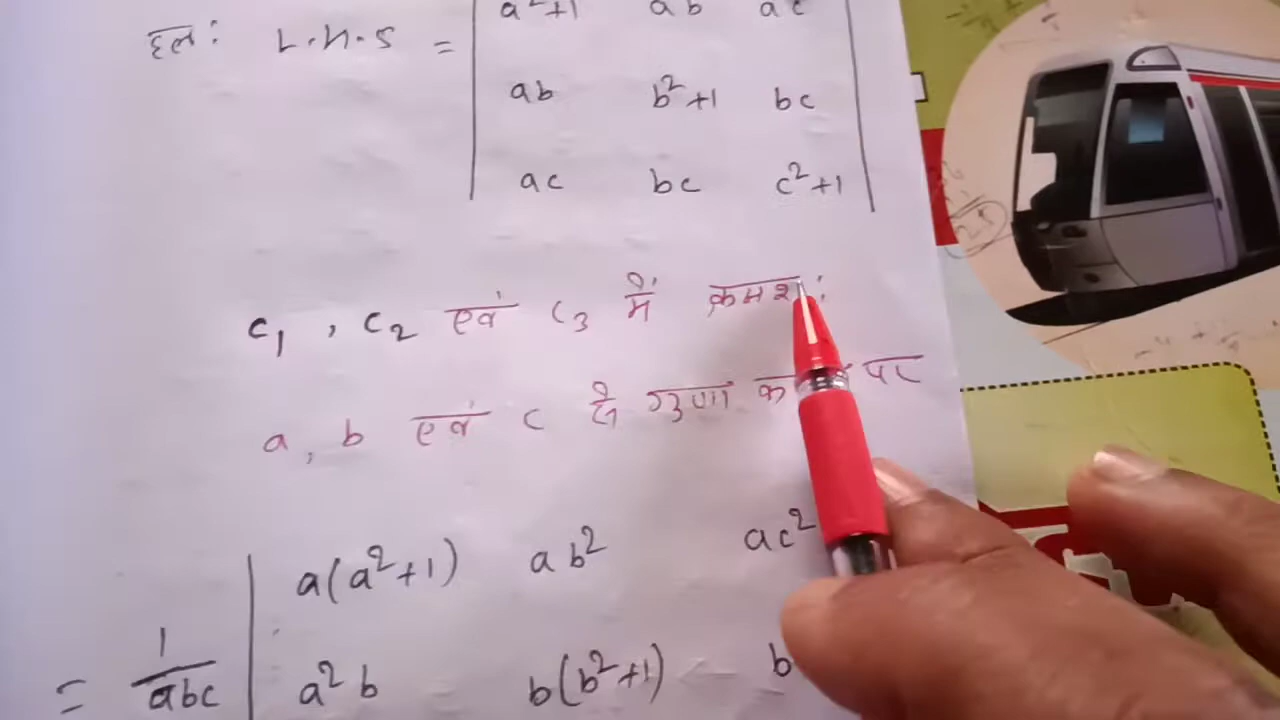 हल: L.H.S = | a²+1 ab ac |
| ab b²+1 bc |
| ac bc c²+1 |
c₁ , c₂ एवं c₃ में क्रमशः
a, b एवं c से गुणा पर
= 1/abc | a(a²+1) ab² ac²
| a²b b(b²+1) b